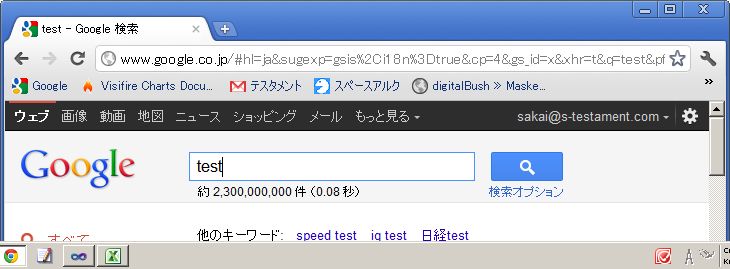 test - Google 検索
www.google.co.jp/#hl=ja&sugexp=gsis%2Ci18n%3Dtrue&cp=4&gs_id=x&xhr=t&q=test&pf
Google Visifire Charts Docu... テスタメント スペースアルク digitalBush » Maske... »
ウェブ 画像 動画 地図 ニュース ショッピング メール もっと見る sakai@s-testament.com
Google test
約 2,300,000,000 件 (0.08 秒) 検索オプション
すべて 他のキーワード: speed test iq test 日経test
A